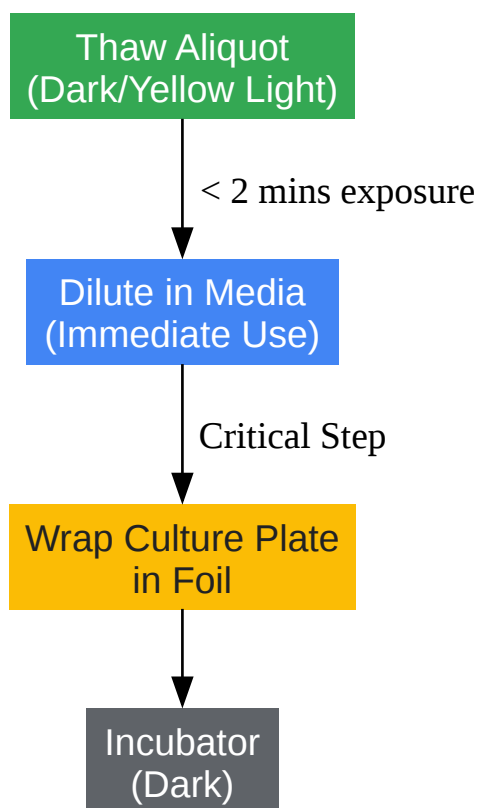 Thaw Aliquot
(Dark/Yellow Light)
< 2 mins exposure
Dilute in Media
(Immediate Use)
Critical Step
Wrap Culture Plate
in Foil
Incubator
(Dark)